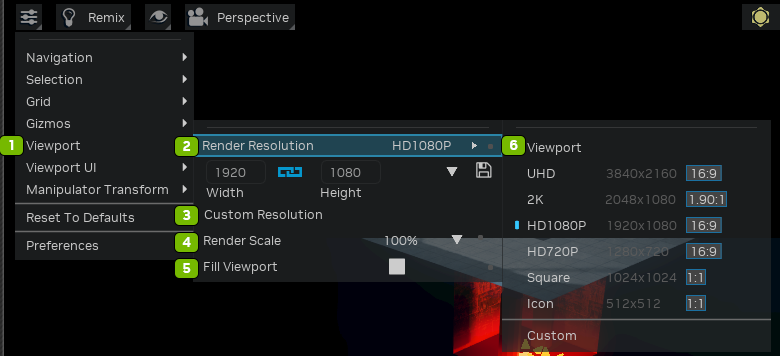 Remix Perspective
Navigation
Selection
Grid
Gizmos
1 Viewport
Viewport UI
Manipulator Transform
Reset To Defaults
Preferences
2 Render Resolution HD1080P
1920 1080
Width Height
3 Custom Resolution
4 Render Scale 100%
5 Fill Viewport
6 Viewport
UHD 3840x2160 16:9
2K 2048x1080 1.90:1
HD1080P 1920x1080 16:9
HD720P 1280x720 16:9
Square 1024x1024 1:1
Icon 512x512 1:1
Custom